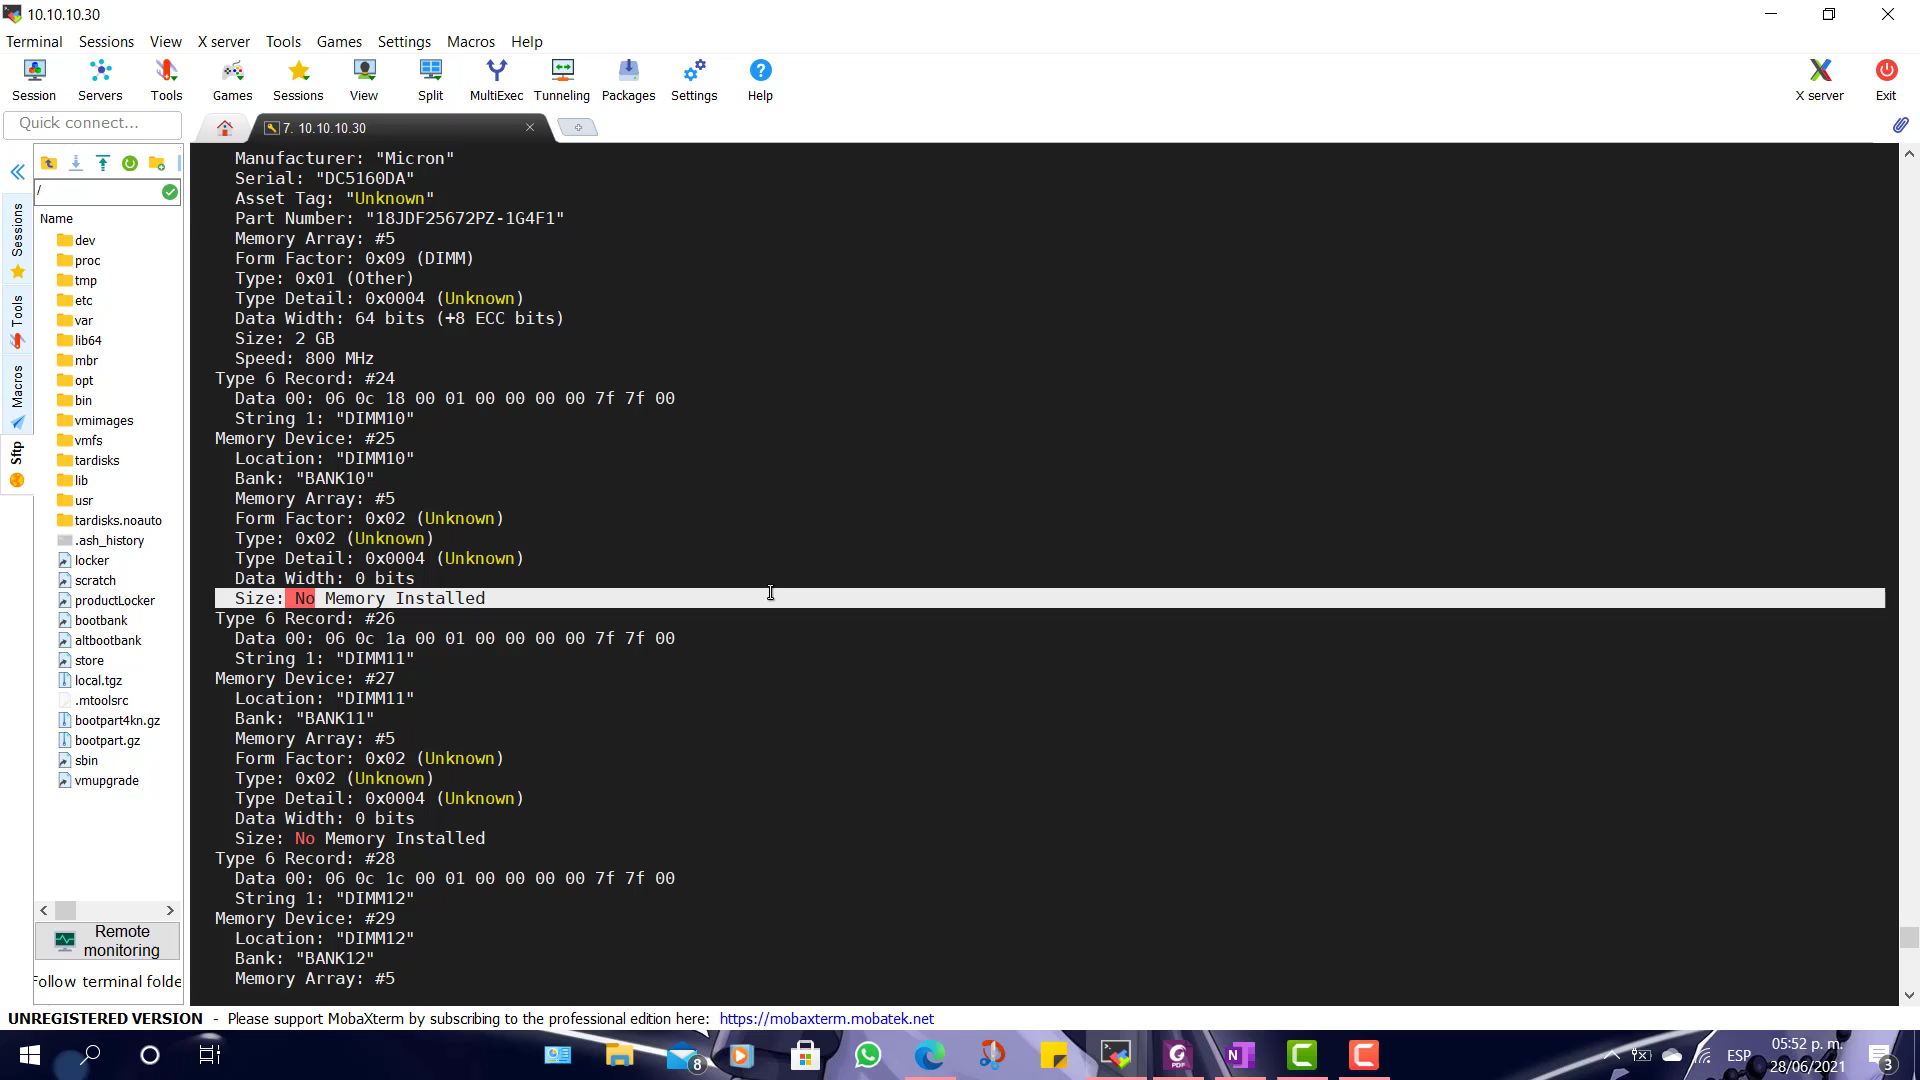 10.10.10.30
Terminal Sessions View X server Tools Games Settings Macros Help
Session Servers Tools Games Sessions View Split MultiExec Tunneling Packages Settings Help X server Exit
Quick connect...
7. 10.10.10.30
/
Name
dev
proc
tmp
etc
var
lib64
mbr
opt
bin
vmimages
vmfs
tardisks
lib
usr
tardisks.noauto
.ash_history
locker
scratch
productLocker
bootbank
altbootbank
store
local.tgz
.mtoolsrc
bootpart4kn.gz
bootpart.gz
sbin
vmupgrade
Sessions
Tools
Macros
Sftp
Remote
monitoring
Follow terminal folde
Manufacturer: "Micron"
Serial: "DC5160DA"
Asset Tag: "Unknown"
Part Number: "18JDF25672PZ-1G4F1"
Memory Array: #5
Form Factor: 0x09 (DIMM)
Type: 0x01 (Other)
Type Detail: 0x0004 (Unknown)
Data Width: 64 bits (+8 ECC bits)
Size: 2 GB
Speed: 800 MHz
Type 6 Record: #24
Data 00: 06 0c 18 00 01 00 00 00 00 7f 7f 00
String 1: "DIMM10"
Memory Device: #25
Location: "DIMM10"
Bank: "BANK10"
Memory Array: #5
Form Factor: 0x02 (Unknown)
Type: 0x02 (Unknown)
Type Detail: 0x0004 (Unknown)
Data Width: 0 bits
Size: No Memory Installed
Type 6 Record: #26
Data 00: 06 0c 1a 00 01 00 00 00 00 7f 7f 00
String 1: "DIMM11"
Memory Device: #27
Location: "DIMM11"
Bank: "BANK11"
Memory Array: #5
Form Factor: 0x02 (Unknown)
Type: 0x02 (Unknown)
Type Detail: 0x0004 (Unknown)
Data Width: 0 bits
Size: No Memory Installed
Type 6 Record: #28
Data 00: 06 0c 1c 00 01 00 00 00 00 7f 7f 00
String 1: "DIMM12"
Memory Device: #29
Location: "DIMM12"
Bank: "BANK12"
Memory Array: #5
UNREGISTERED VERSION - Please support MobaXterm by subscribing to the professional edition here: https://mobaxterm.mobatek.net
8
ESP
05:52 p. m.
28/06/2021
3